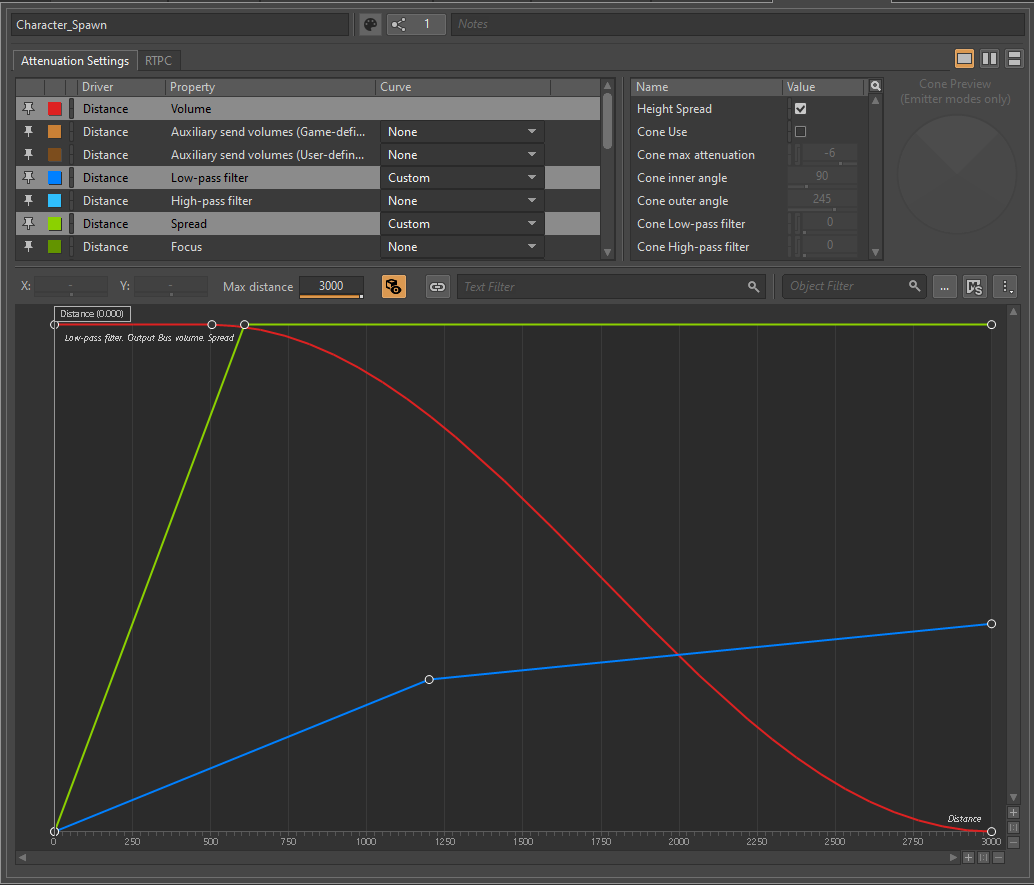 Character_Spawn 1 Notes
Attenuation Settings RTPC
Cone Preview
(Emitter modes only)
Driver Property Curve
Distance Volume
Distance Auxiliary send volumes (Game-defi... None
Distance Auxiliary send volumes (User-defin... None
Distance Low-pass filter Custom
Distance High-pass filter None
Distance Spread Custom
Distance Focus None
Name Value
Height Spread
Cone Use
Cone max attenuation -6
Cone inner angle 90
Cone outer angle 245
Cone Low-pass filter 0
Cone High-pass filter 0
X: - Y: - Max distance 3000 Text Filter Object Filter ... MS
Distance (0.000)
Low-pass filter, Output Bus volume, Spread
Distance
0 250 500 750 1000 1250 1500 1750 2000 2250 2500 2750 3000